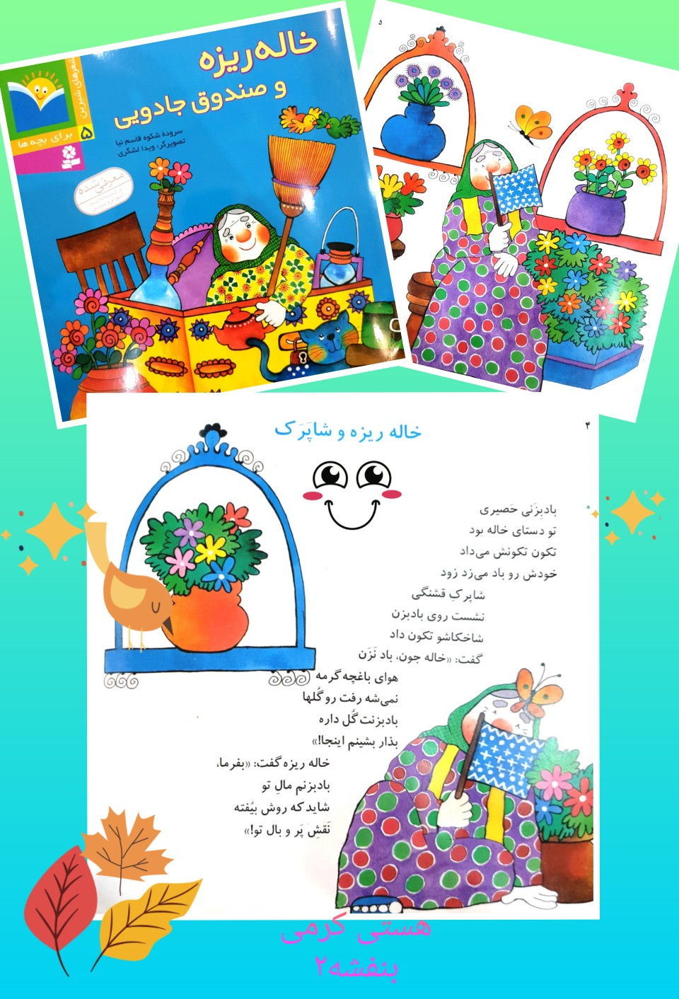 خاله‌ریزه
و صندوق جادویی
سرودهٔ شکوه قاسم نیا
تصویرگر: ویدا لشگری
شعرهای شیرین
برای بچه ها
۵
معرفی شده
۵
۴
خاله ریزه و شاپَرَک
بادبِزَنی حَصیری
تو دستای خاله بود
تکون تکونش می‌داد
خودش رو باد می‌زد زود
شاپرکِ قشنگی
نشست روی بادبزن
شاخکاشو تکون داد
گفت: «خاله جون، باد نَزَن
هوای باغچه گرمه
نمی‌شه رفت رو گُلها
بادبزنت گُل داره
بذار بشینم اینجا!»
خاله ریزه گفت: «بفرما،
بادبزنم مالِ تو
شاید که روش بیُفته
نَقشِ پَر و بال تو!»
هستی کرمی
بنفشه۲